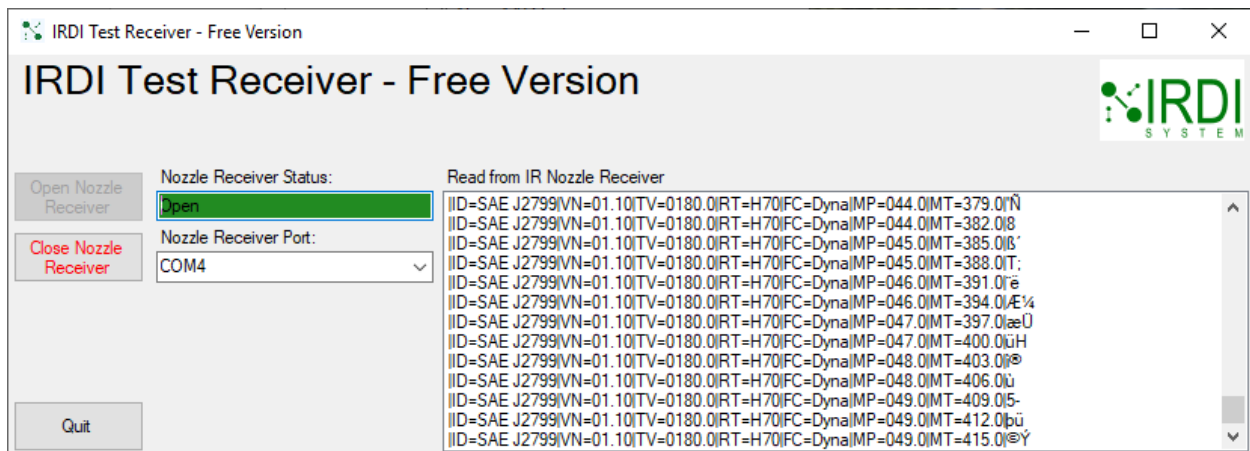 IRDI Test Receiver - Free Version
IRDI Test Receiver - Free Version
IRDI
SYSTEM
Open Nozzle
Receiver
Nozzle Receiver Status:
Open
Close Nozzle
Receiver
Nozzle Receiver Port:
COM4
Quit
Read from IR Nozzle Receiver
|ID=SAE J2799|VN=01.10|TV=0180.0|RT=H70|FC=Dyna|MP=044.0|MT=379.0|'Ñ
|ID=SAE J2799|VN=01.10|TV=0180.0|RT=H70|FC=Dyna|MP=044.0|MT=382.0|8
|ID=SAE J2799|VN=01.10|TV=0180.0|RT=H70|FC=Dyna|MP=045.0|MT=385.0|ß´
|ID=SAE J2799|VN=01.10|TV=0180.0|RT=H70|FC=Dyna|MP=045.0|MT=388.0|T;
|ID=SAE J2799|VN=01.10|TV=0180.0|RT=H70|FC=Dyna|MP=046.0|MT=391.0|¨ë
|ID=SAE J2799|VN=01.10|TV=0180.0|RT=H70|FC=Dyna|MP=046.0|MT=394.0|Æ¼
|ID=SAE J2799|VN=01.10|TV=0180.0|RT=H70|FC=Dyna|MP=047.0|MT=397.0|æÜ
|ID=SAE J2799|VN=01.10|TV=0180.0|RT=H70|FC=Dyna|MP=047.0|MT=400.0|üH
|ID=SAE J2799|VN=01.10|TV=0180.0|RT=H70|FC=Dyna|MP=048.0|MT=403.0|ï®
|ID=SAE J2799|VN=01.10|TV=0180.0|RT=H70|FC=Dyna|MP=048.0|MT=406.0|ù
|ID=SAE J2799|VN=01.10|TV=0180.0|RT=H70|FC=Dyna|MP=049.0|MT=409.0|5-
|ID=SAE J2799|VN=01.10|TV=0180.0|RT=H70|FC=Dyna|MP=049.0|MT=412.0|þü
|ID=SAE J2799|VN=01.10|TV=0180.0|RT=H70|FC=Dyna|MP=049.0|MT=415.0|©Ý